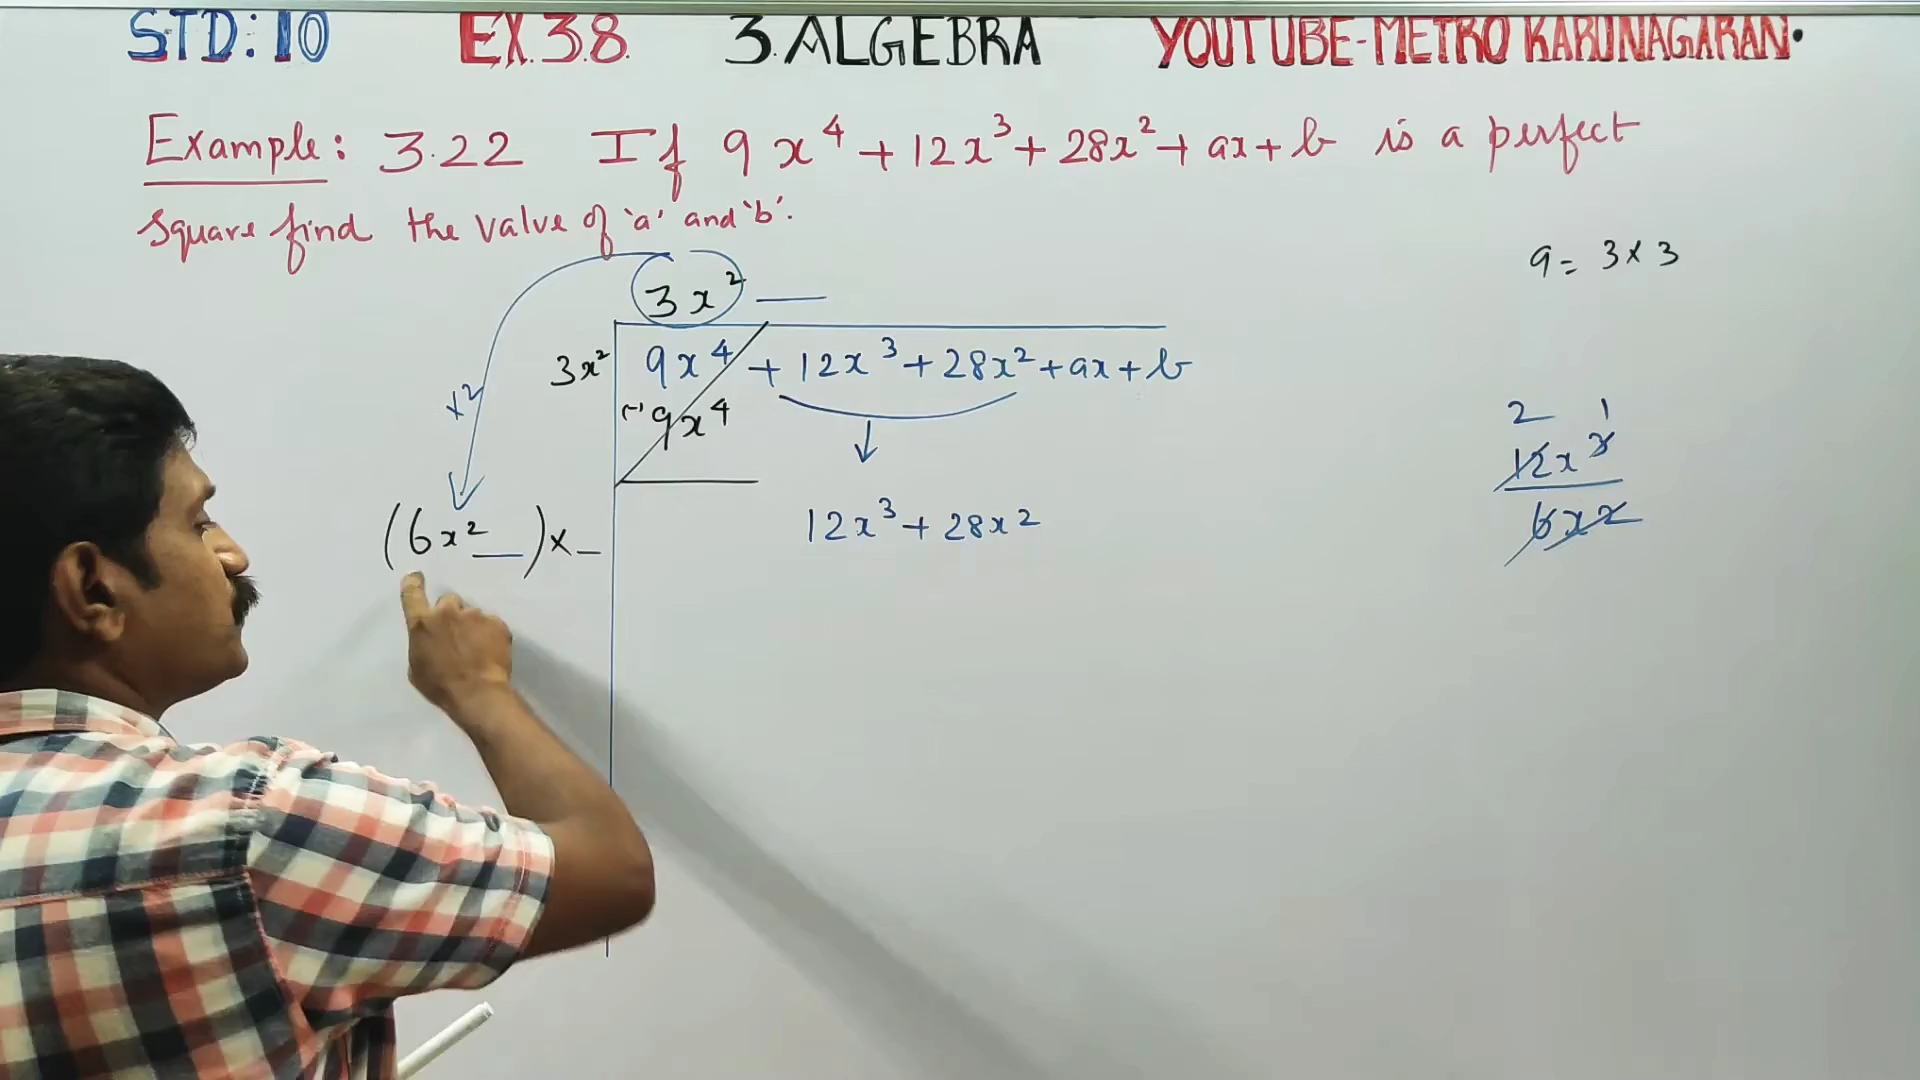 STD: 10 EX. 3.8 3. ALGEBRA YOUTUBE-METRO KARUNAGARAN.
Example: 3.22 If 9x⁴ + 12x³ + 28x² + ax + b is a perfect
square find the value of 'a' and 'b'.
9 = 3 × 3
3x² __
3x² 9x⁴ + 12x³ + 28x² + ax + b
×2
(-) 9x⁴
2 1
12x³
6x²
(6x² __) × _ 12x³ + 28x²